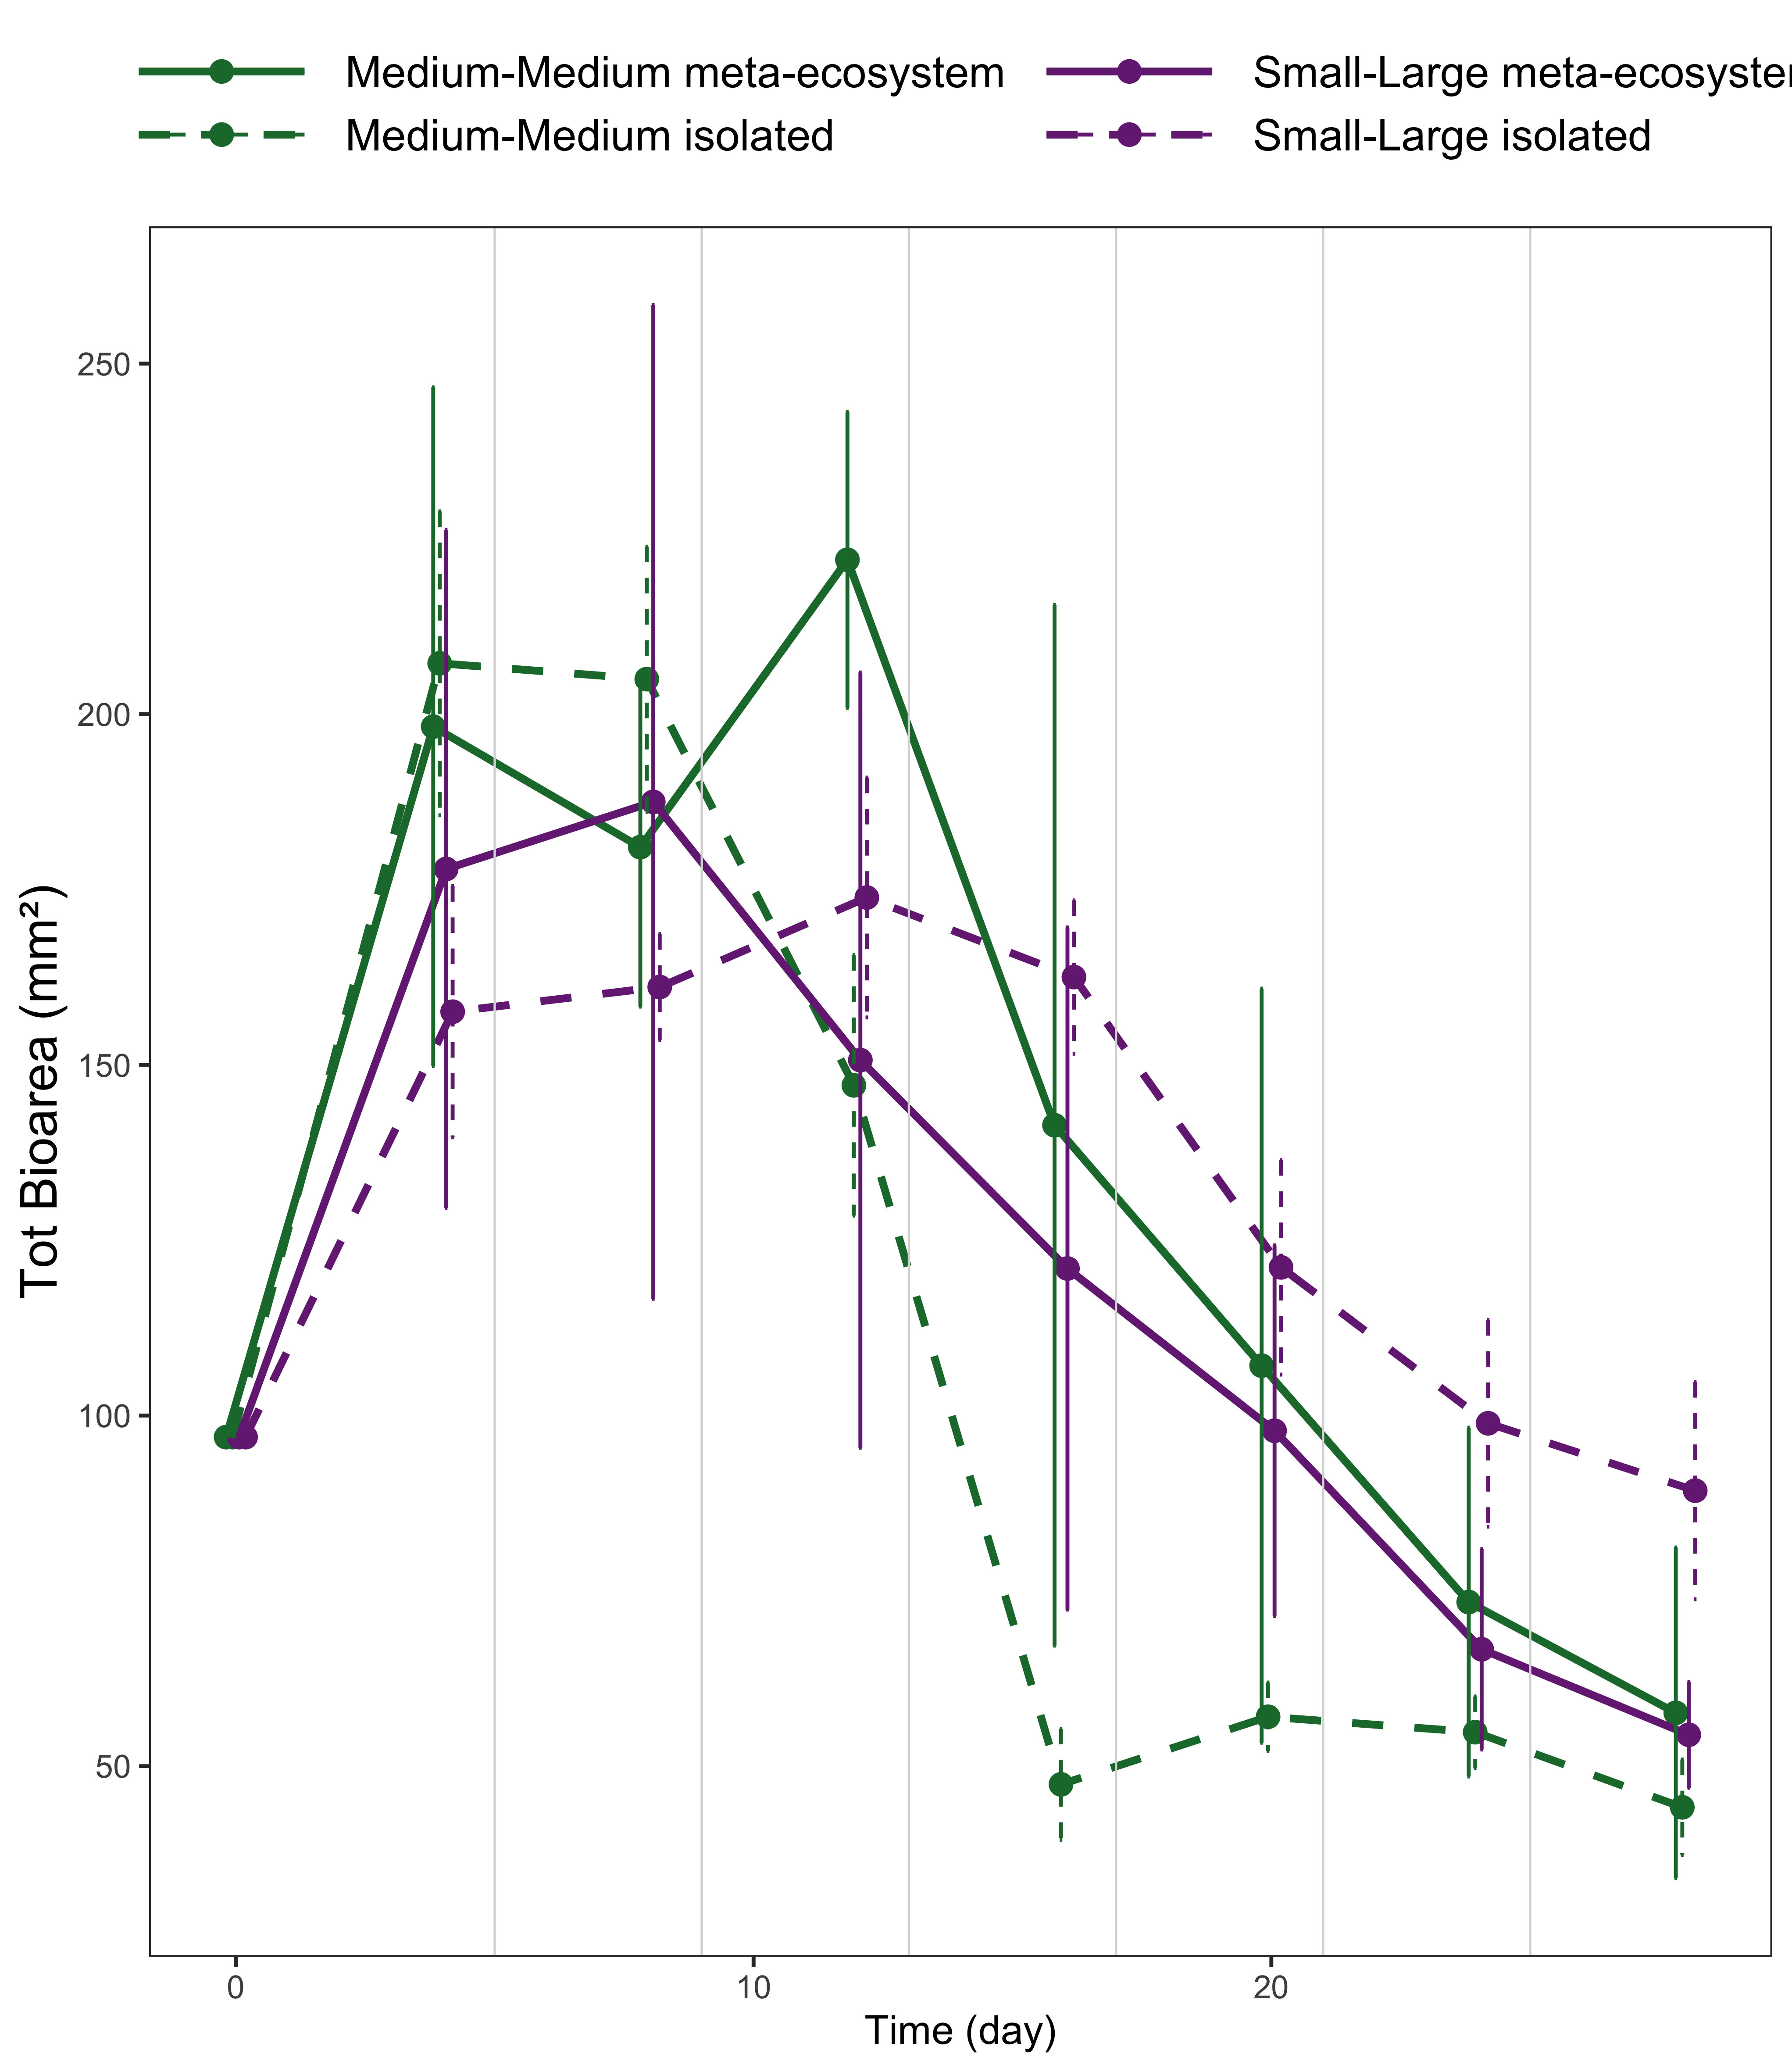 Medium-Medium meta-ecosystem Small-Large meta-ecosyster
Medium-Medium isolated Small-Large isolated
250
200
150
100
50
Tot Bioarea (mm²)
0 10 20
Time (day)